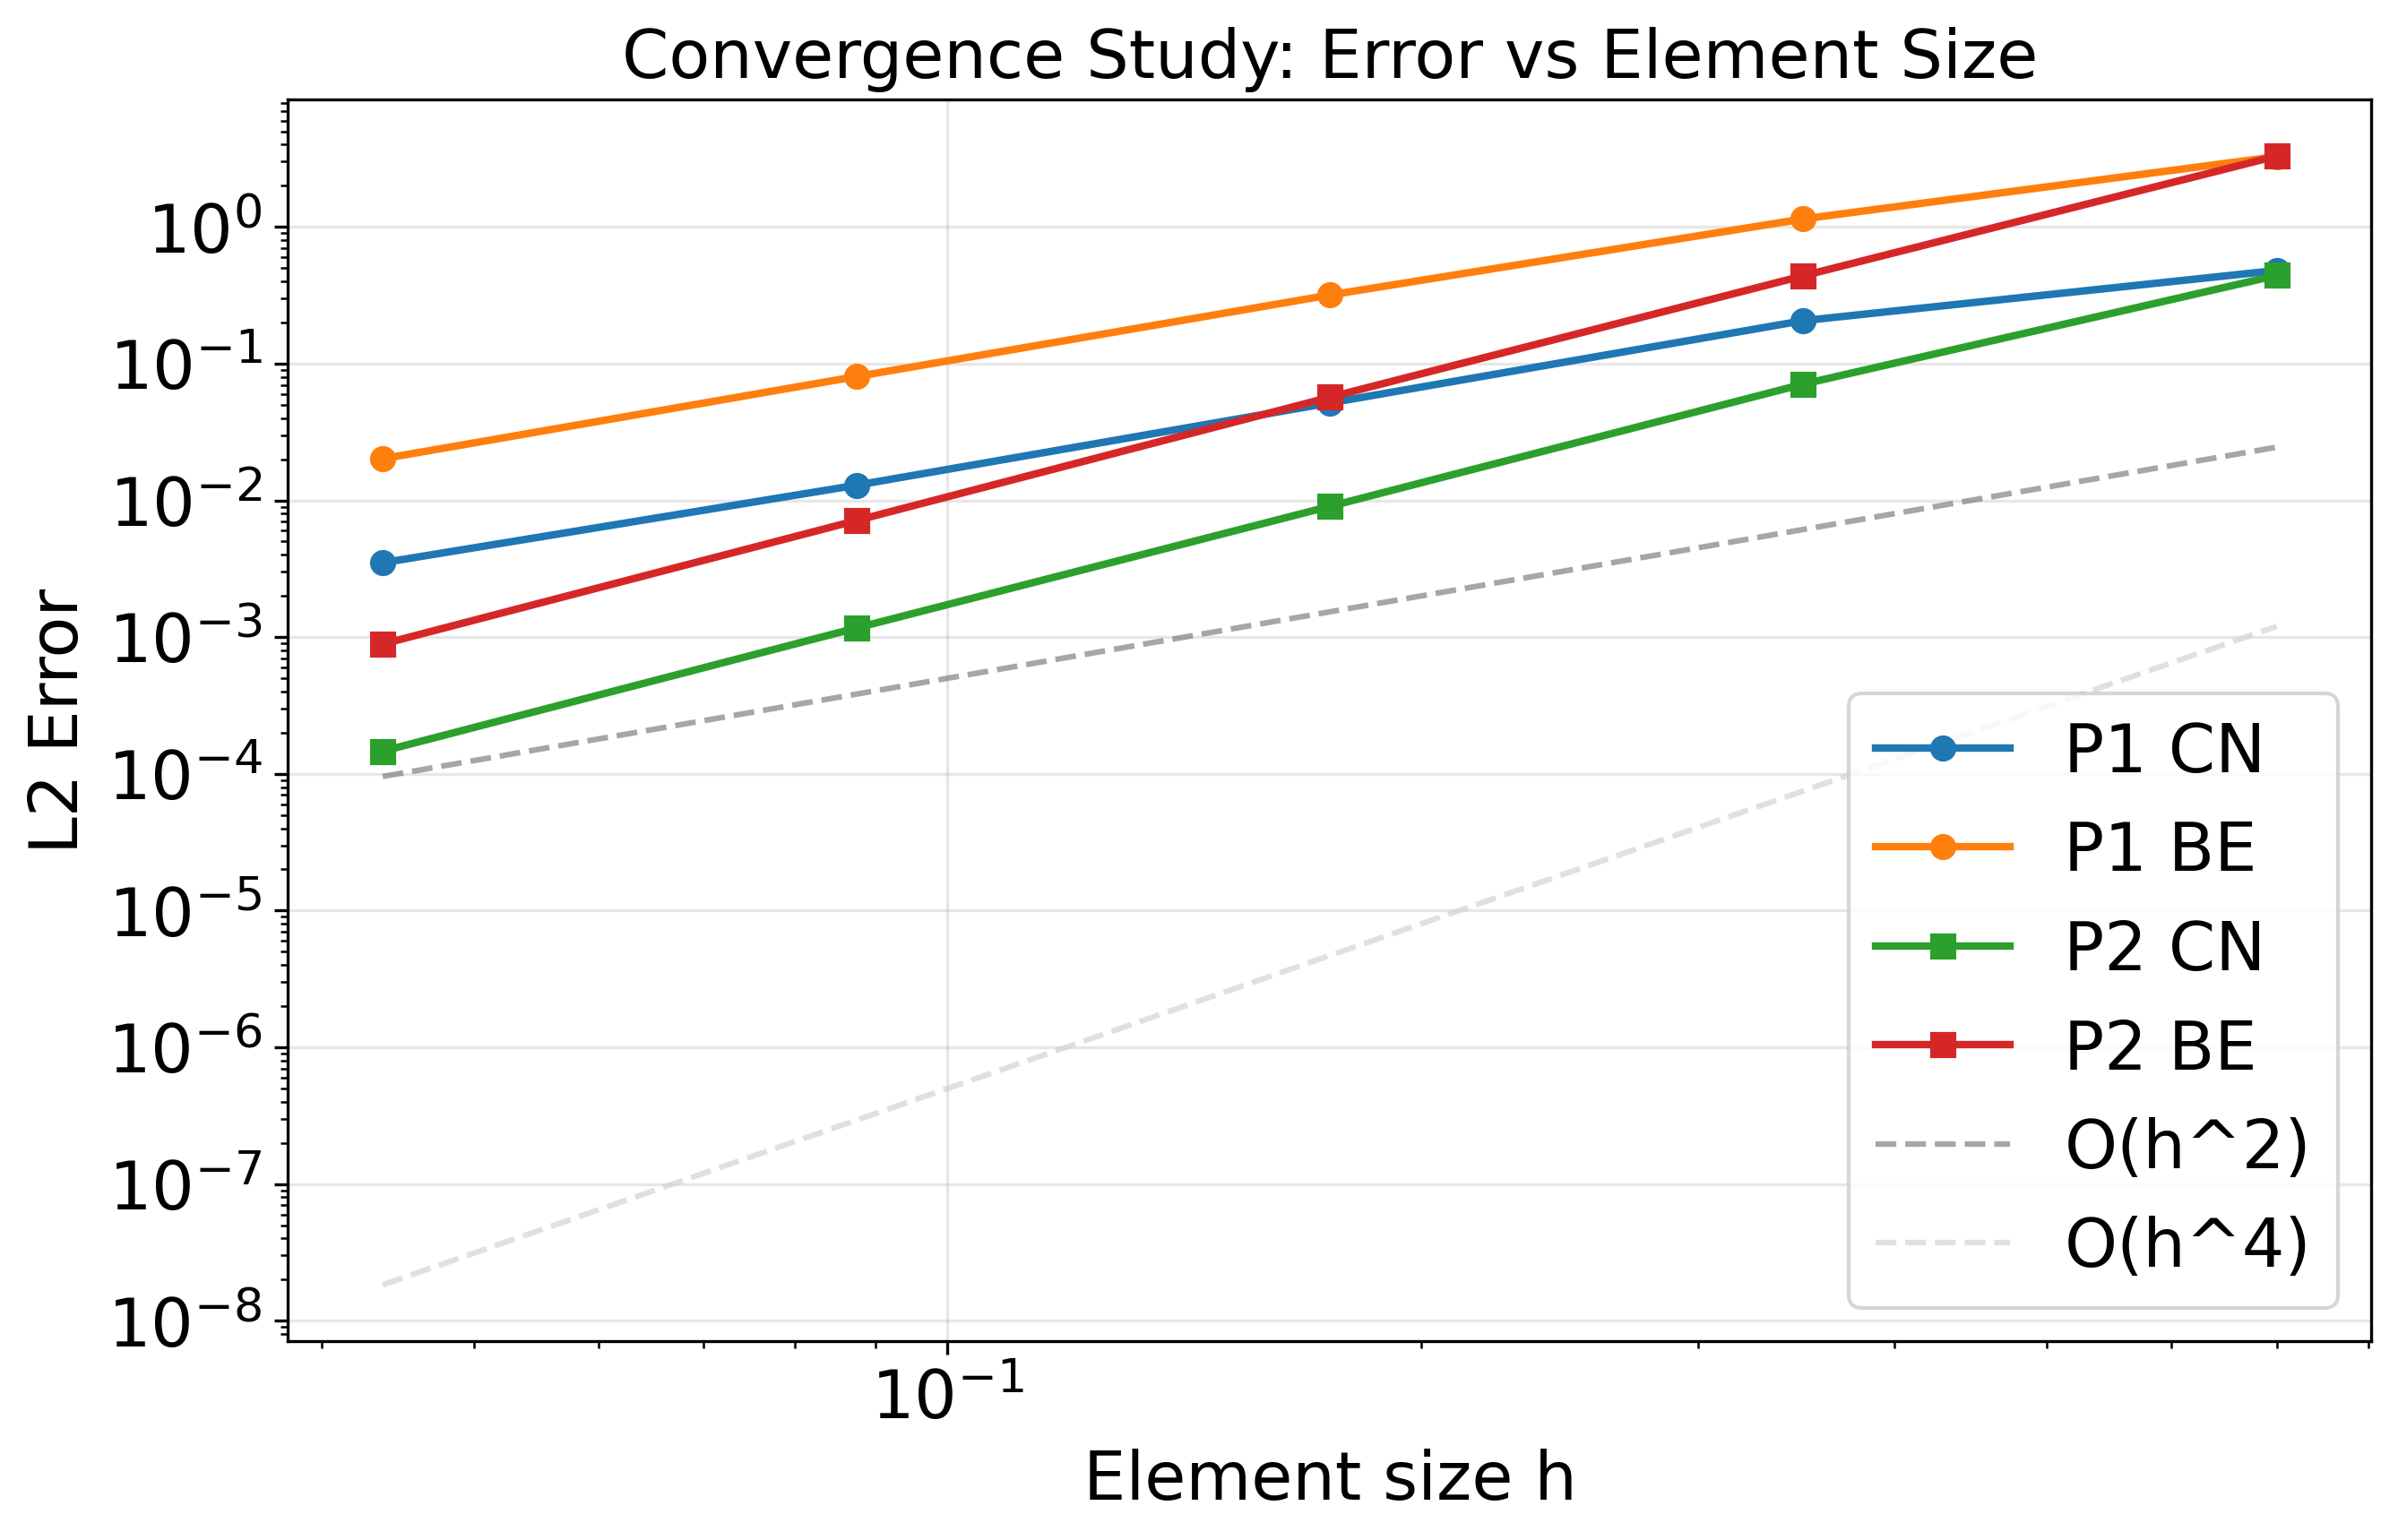 Convergence Study: Error vs Element Size
L2 Error
10^0
10^−1
10^−2
10^−3
10^−4
10^−5
10^−6
10^−7
10^−8
P1 CN
P1 BE
P2 CN
P2 BE
O(h^2)
O(h^4)
10^−1
Element size h